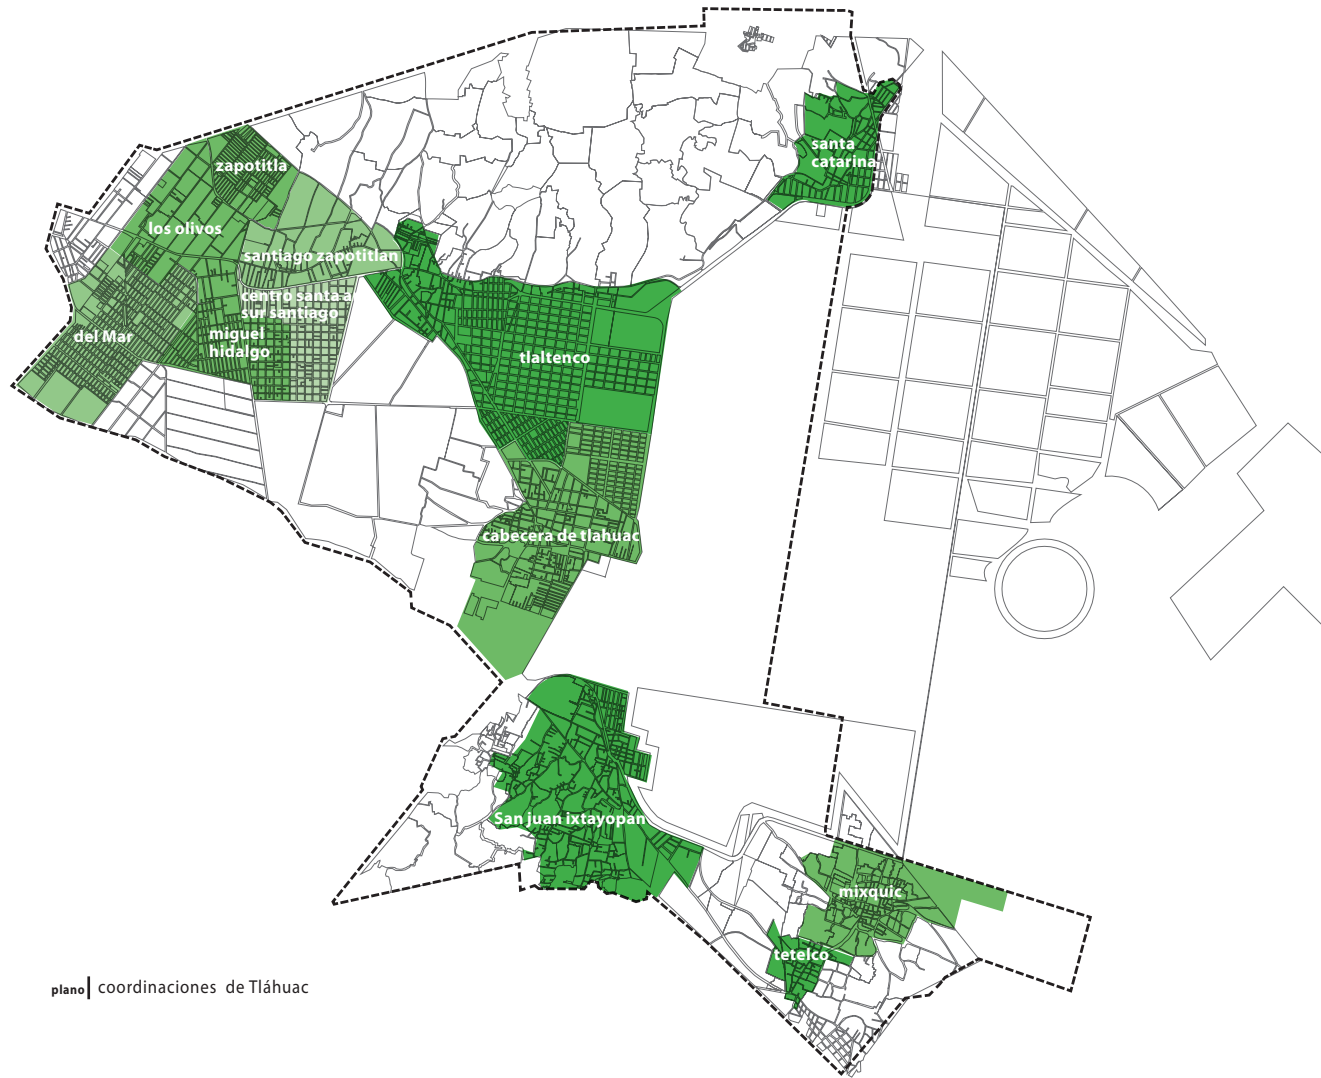 santa
catarina
zapotitla
los olivos
santiago zapotitlan
centro santa a
sur santiago
del Mar
miguel
hidalgo
tlaltenco
cabecera de tlahuac
San juan ixtayopan
mixquic
tetelco
plano coordinaciones de Tláhuac